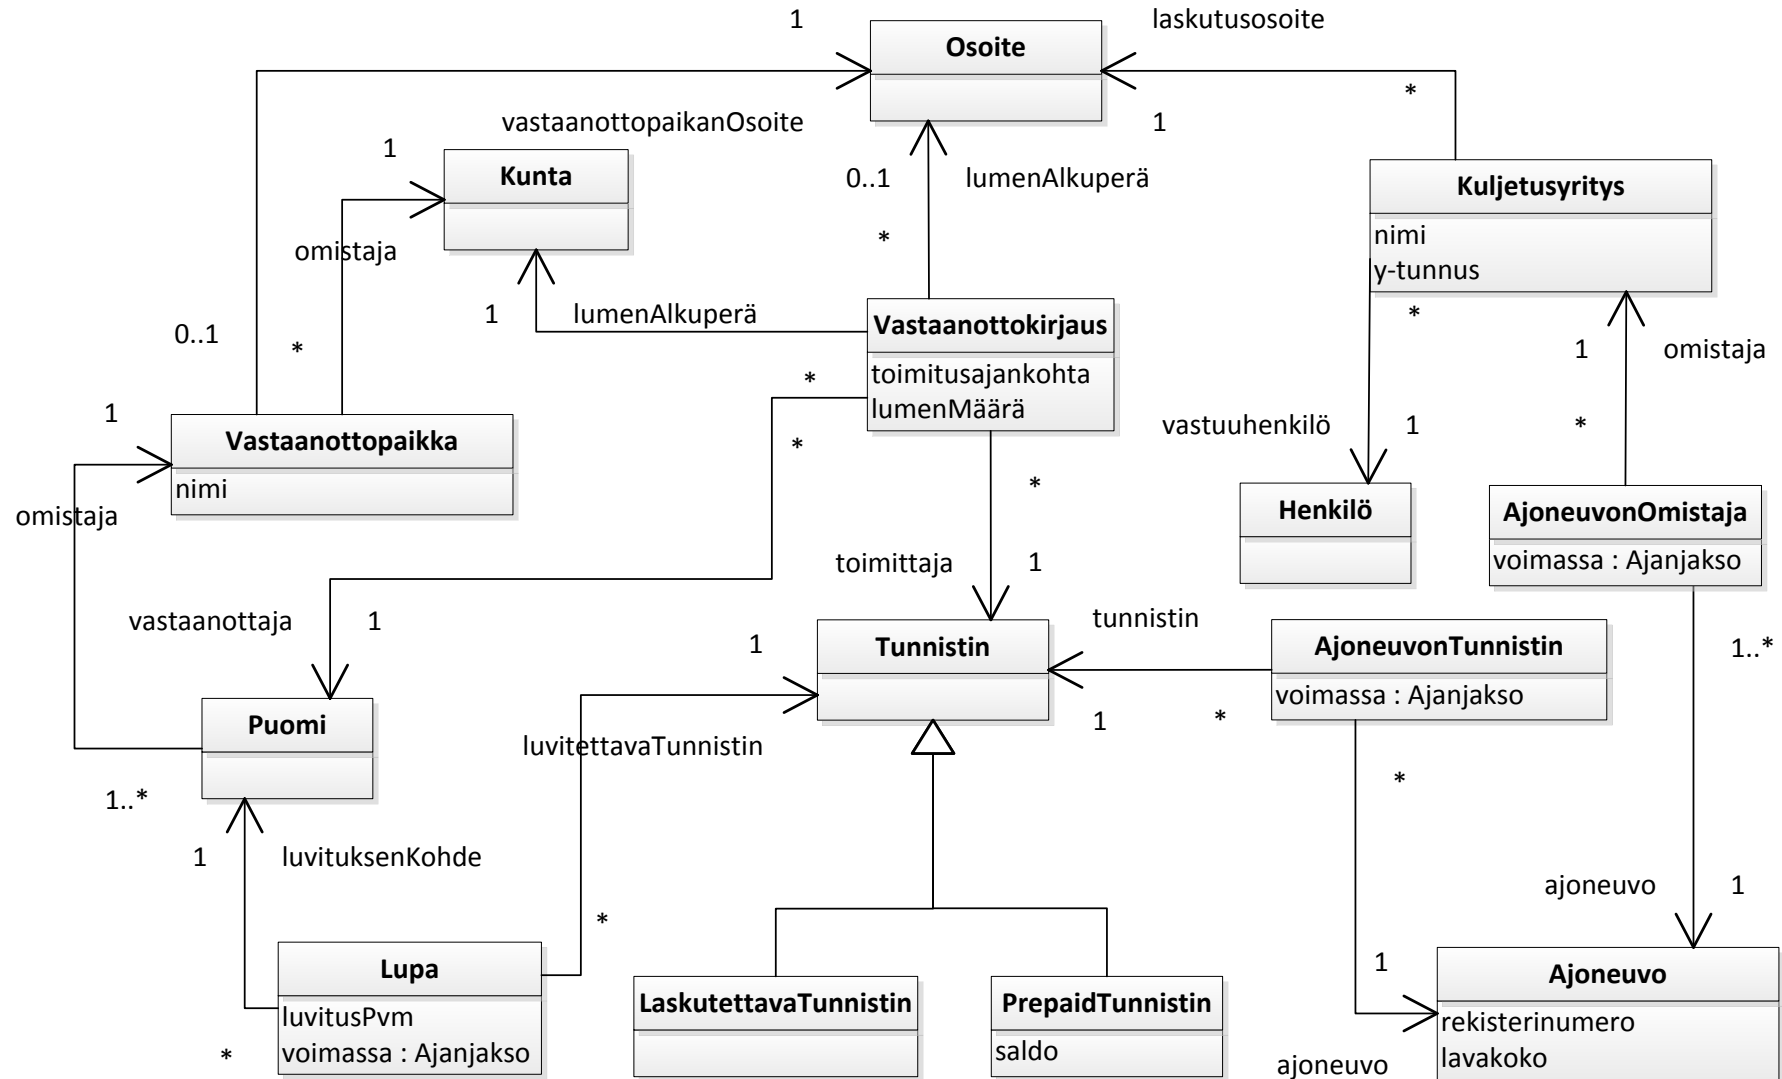 1
laskutusosoite
Osoite
*
vastaanottopaikanOsoite
1
1
Kunta
0..1
lumenAlkuperä
Kuljetusyritys
nimi
y-tunnus
omistaja
*
1
lumenAlkuperä
Vastaanottokirjaus
toimitusajankohta
lumenMäärä
*
0..1
*
1
omistaja
*
1
Vastaanottopaikka
nimi
*
*
vastuuhenkilö
1
*
omistaja
*
Henkilö
AjoneuvonOmistaja
voimassa : Ajanjakso
toimittaja
1
vastaanottaja
1
1
Tunnistin
tunnistin
AjoneuvonTunnistin
voimassa : Ajanjakso
1..*
Puomi
luvitettavaTunnistin
1
*
*
1..*
1
luvituksenKohde
ajoneuvo
1
*
Lupa
luvitusPvm
voimassa : Ajanjakso
*
LaskutettavaTunnistin
PrepaidTunnistin
saldo
1
ajoneuvo
Ajoneuvo
rekisterinumero
lavakoko